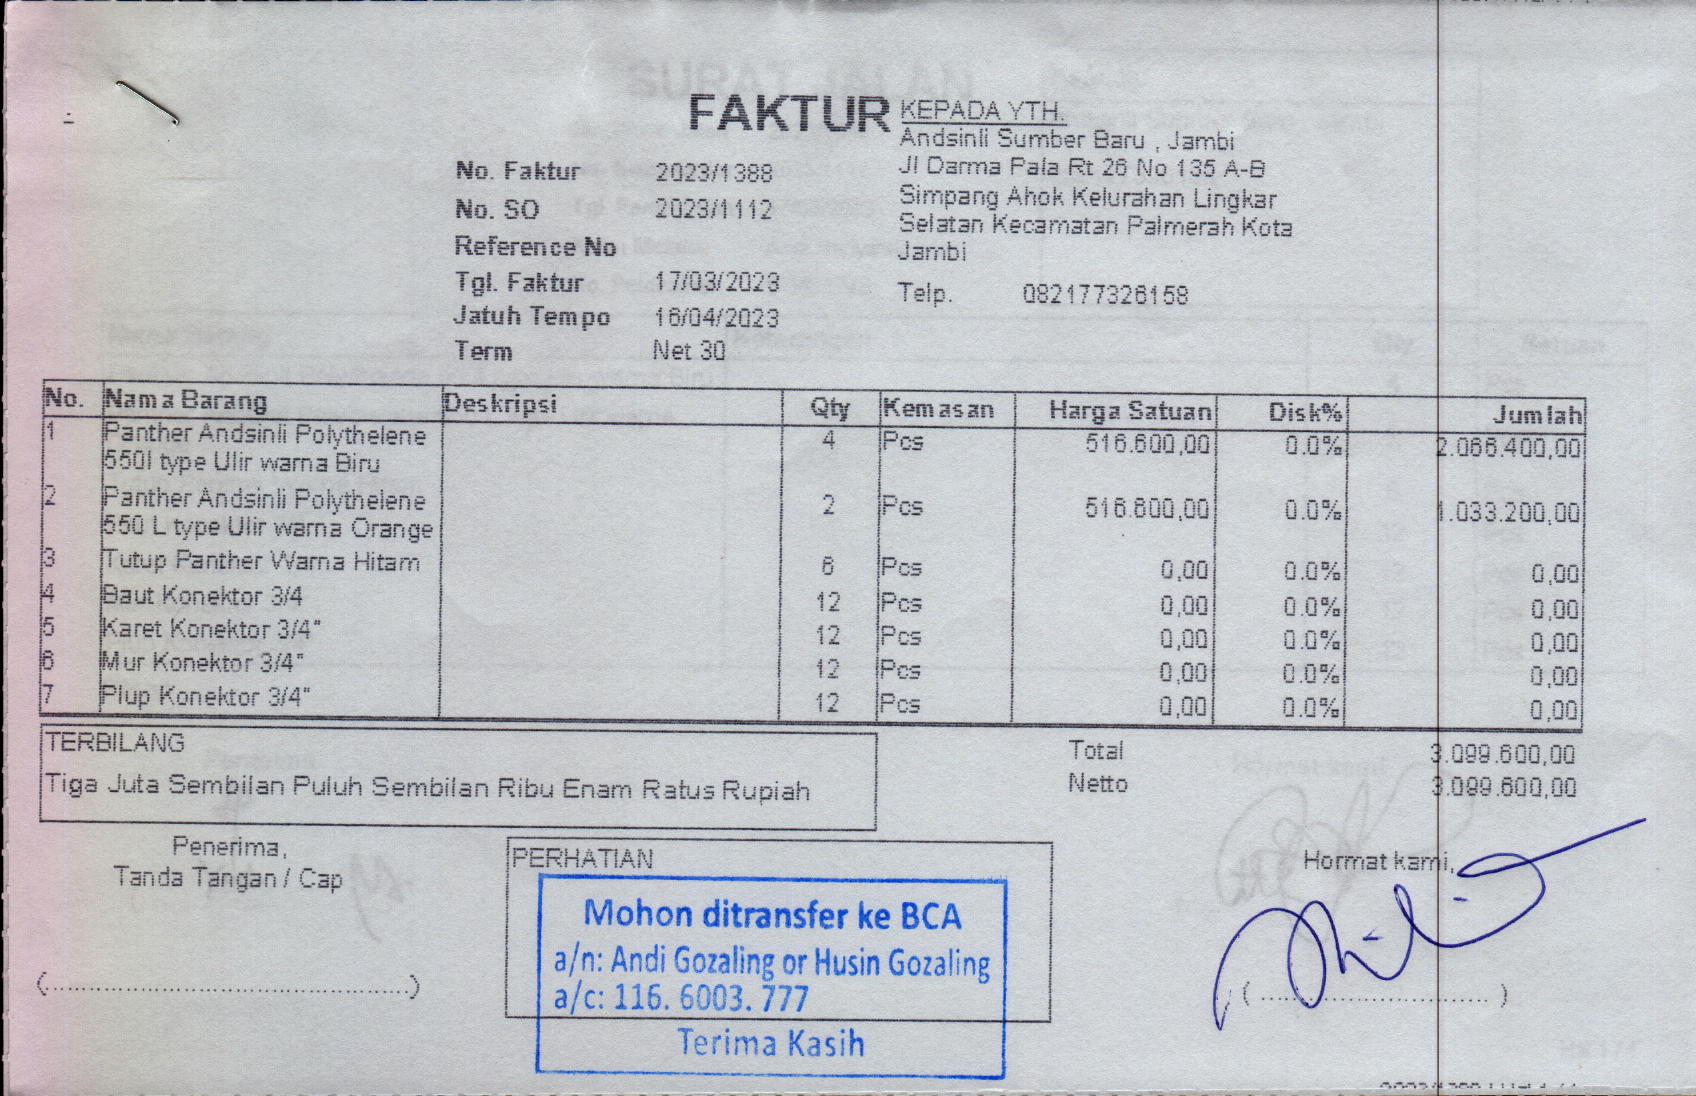 FAKTUR
KEPADA YTH.
Andsinli Sumber Baru , Jambi
Jl Darma Pala Rt 26 No 135 A-B
Simpang Ahok Kelurahan Lingkar
Selatan Kecamatan Palmerah Kota
Jambi
Telp. 082177326158
No. Faktur 2023/1388
No. SO 2023/1112
Reference No
Tgl. Faktur 17/03/2023
Jatuh Tempo 16/04/2023
Term Net 30
No. Nama Barang Deskripsi Qty Kemasan Harga Satuan Disk% Jumlah
1 Panther Andsinli Polythelene 4 Pcs 516.600,00 0.0% 2.066.400,00
550l type Ulir warna Biru
2 Panther Andsinli Polythelene 2 Pcs 516.600,00 0.0% 1.033.200,00
550 L type Ulir warna Orange
3 Tutup Panther Warna Hitam 6 Pcs 0,00 0.0% 0,00
4 Baut Konektor 3/4 12 Pcs 0,00 0.0% 0,00
5 Karet Konektor 3/4" 12 Pcs 0,00 0.0% 0,00
6 Mur Konektor 3/4" 12 Pcs 0,00 0.0% 0,00
7 Plup Konektor 3/4" 12 Pcs 0,00 0.0% 0,00
TERBILANG
Tiga Juta Sembilan Puluh Sembilan Ribu Enam Ratus Rupiah
Total 3.099.600,00
Netto 3.099.600,00
Penerima,
Tanda Tangan / Cap
(............................................)
PERHATIAN
Mohon ditransfer ke BCA
a/n: Andi Gozaling or Husin Gozaling
a/c: 116. 6003. 777
Terima Kasih
Hormat kami,
(............................)